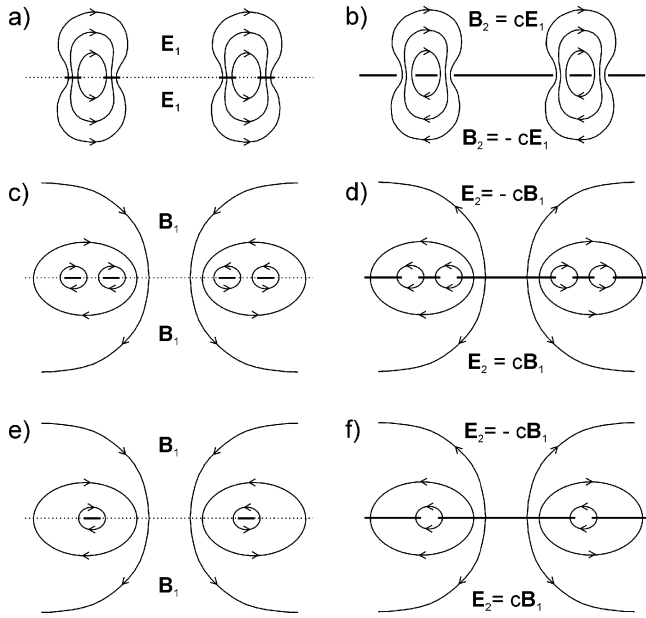 a)
E₁
E₁
b)
B₂ = cE₁
B₂ = - cE₁
c)
B₁
B₁
d)
E₂= - cB₁
E₂ = cB₁
e)
B₁
B₁
f)
E₂= - cB₁
E₂ = cB₁